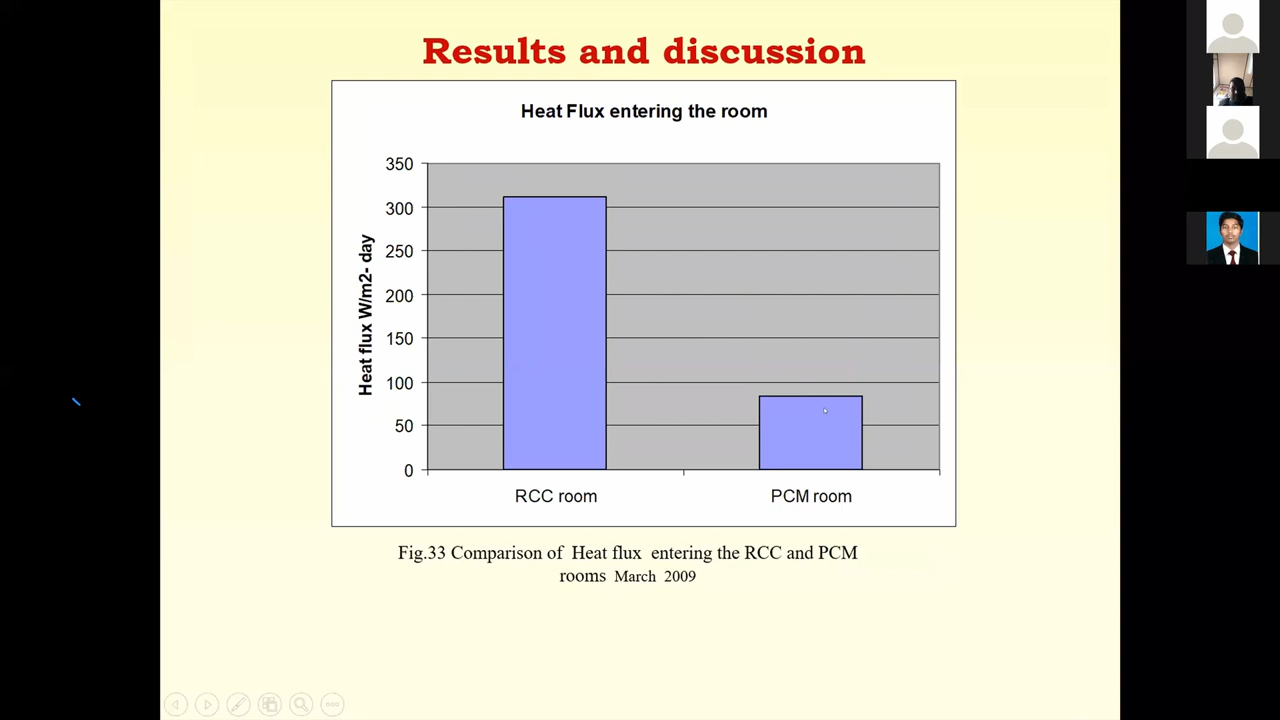 Results and discussion
Heat Flux entering the room
Heat flux W/m2- day
350
300
250
200
150
100
50
0
RCC room
PCM room
Fig.33 Comparison of Heat flux entering the RCC and PCM
rooms March 2009